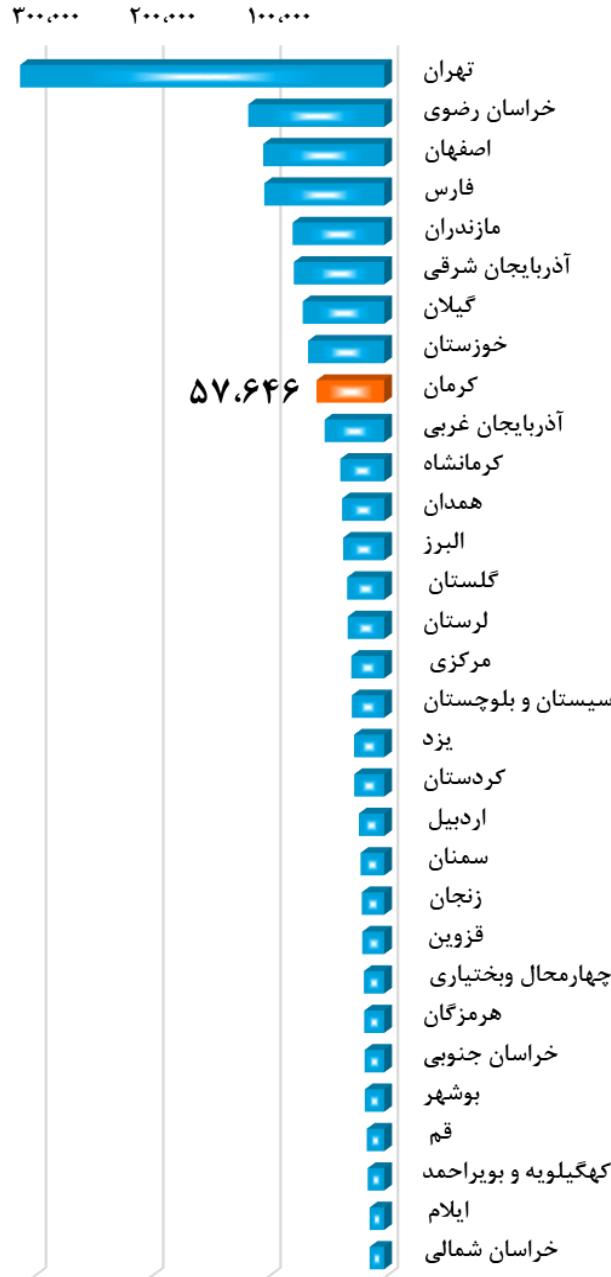 ۳۰۰،۰۰۰ ۲۰۰،۰۰۰ ۱۰۰،۰۰۰
تهران
خراسان رضوی
اصفهان
فارس
مازندران
آذربایجان شرقی
گیلان
خوزستان
کرمان ۵۷،۶۴۶
آذربایجان غربی
کرمانشاه
همدان
البرز
گلستان
لرستان
مرکزی
سیستان و بلوچستان
یزد
کردستان
اردبیل
سمنان
زنجان
قزوین
چهارمحال وبختیاری
هرمزگان
خراسان جنوبی
بوشهر
قم
کهگیلویه و بویراحمد
ایلام
خراسان شمالی